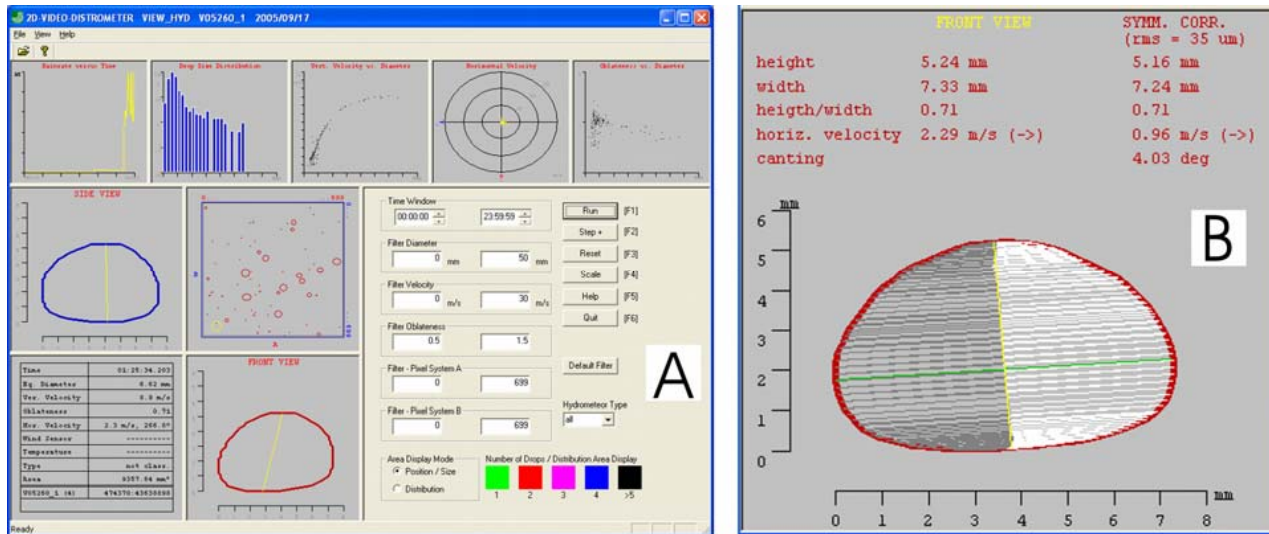 2D-VIDEO-DISTROMETER VIEW_HYD V05260_1 2005/09/17
File View Help
Rainrate versus Time
Drop Size Distribution
Vert. Velocity vs. Diameter
Horizontal Velocity
Oblateness vs. Diameter
SIDE VIEW
A
B
FRONT VIEW
Time 01:25:34.203
Eq. Diameter 6.62 mm
Ver. Velocity
Oblateness 0.71
Hor. Velocity 2.3 m/s,
Wind Sensor ----------
Temperature ----------
Type not class.
Area 9357.84 mm²
V05260_1 (4)
Time Window
00:00:00 23:59:59
Filter Diameter
0 mm 50 mm
Filter Velocity
0 m/s 30 m/s
Filter Oblateness
0.5 1.5
Filter - Pixel System A
0 699
Filter - Pixel System B
0 699
Run [F1]
Step + [F2]
Reset [F3]
Scale [F4]
Help [F5]
Quit [F6]
Default Filter
Hydrometeor Type
all
Area Display Mode
Position / Size
Distribution
Number of Drops / Distribution Area Display
1 2 3 4 >5
A
Ready
FRONT VIEW SYMM. CORR.
(rms = 35 um)
height 5.24 mm 5.16 mm
width 7.33 mm 7.24 mm
heigth/width 0.71 0.71
horiz. velocity 2.29 m/s (->) 0.96 m/s (->)
canting 4.03 deg
mm
6
5
4
3
2
1
0
B
mm
0 1 2 3 4 5 6 7 8